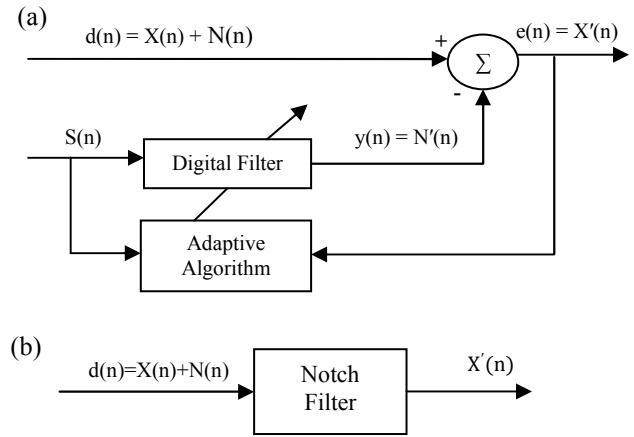 (a)
d(n) = X(n) + N(n)
e(n) = X′(n)
+
Σ
-
S(n)
Digital Filter
y(n) = N′(n)
Adaptive
Algorithm
(b)
d(n)=X(n)+N(n)
Notch
Filter
X′(n)